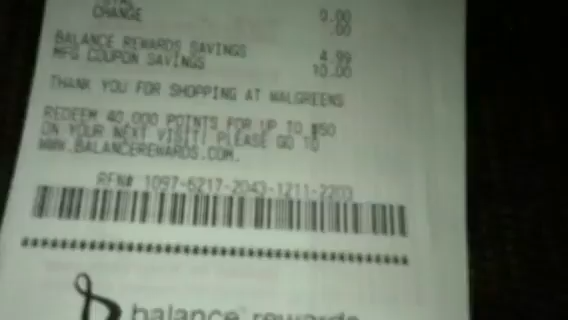 CHANGE 0.00
.00
BALANCE REWARDS SAVINGS 4.99
MFG COUPON SAVINGS 10.00
THANK YOU FOR SHOPPING AT WALGREENS
REDEEM 40,000 POINTS FOR UP TO $50
ON YOUR NEXT VISIT! PLEASE GO TO
WWW.BALANCEREWARDS.COM.
RFN# 1097-6217-2043-1211-2203
balance rewards